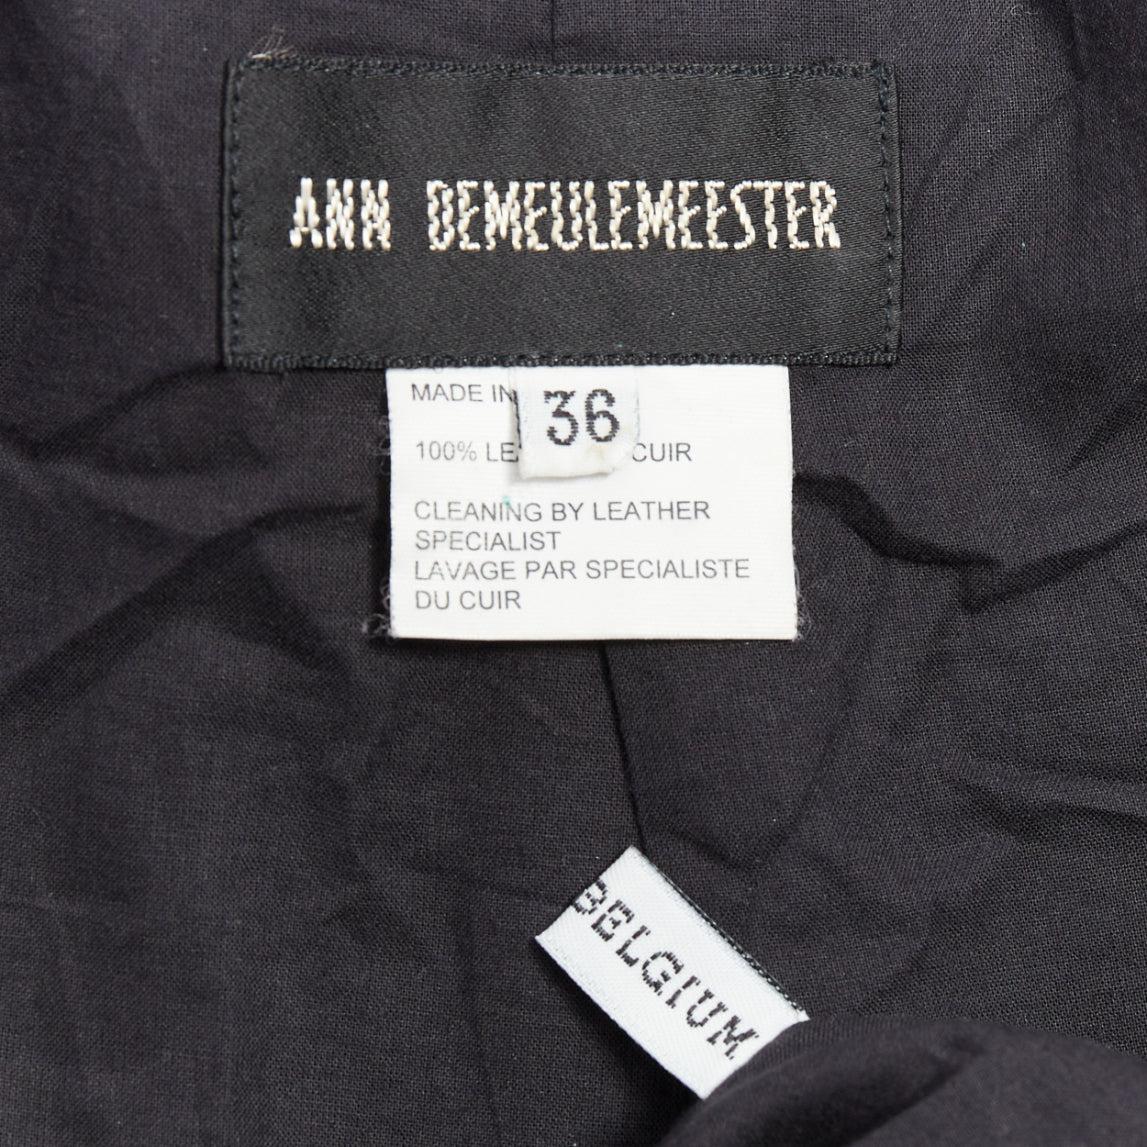 ANN DEMEULEMEESTER
MADE IN
36
100% CUIR
CLEANING BY LEATHER
SPECIALIST
LAVAGE PAR SPECIALISTE
DU CUIR
BELGIUM